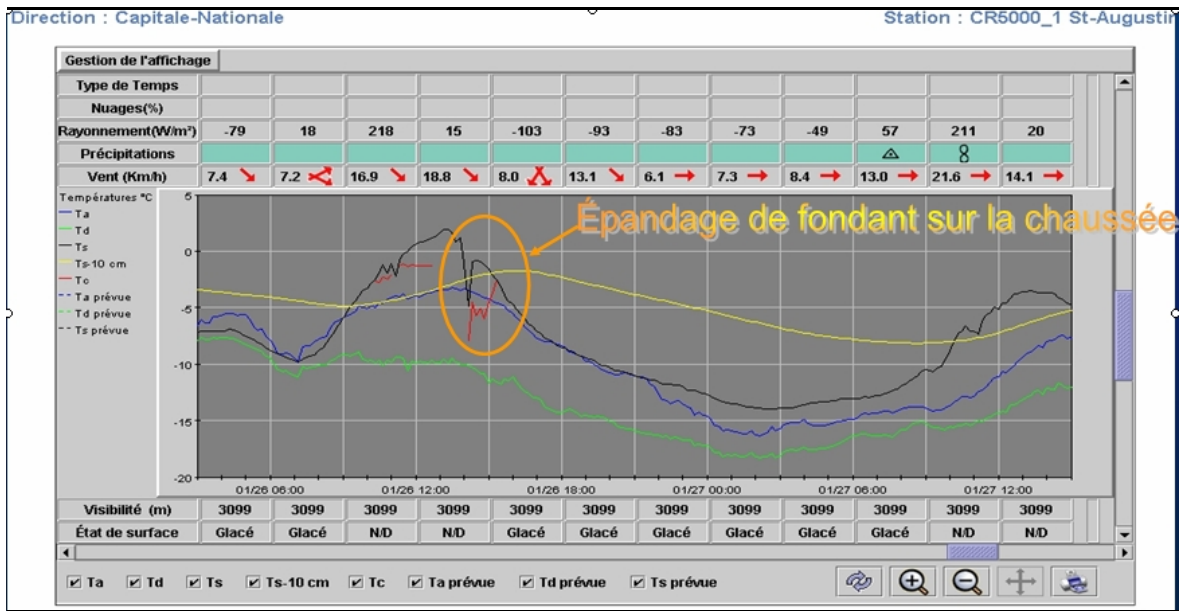 Direction : Capitale-Nationale Station : CR5000_1 St-Augustin
Gestion de l'affichage
Type de Temps
Nuages(%)
Rayonnement(W/m²) -79 18 218 15 -103 -93 -83 -73 -49 57 211 20
Précipitations
Vent (Km/h) 7.4 7.2 16.9 18.8 8.0 13.1 6.1 7.3 8.4 13.0 21.6 14.1
Températures °C
Ta
Td
Ts
Ts-10 cm
Tc
Ta prévue
Td prévue
Ts prévue
5
0
-5
-10
-15
-20
Épandage de fondant sur la chaussée
01/26 06:00 01/26 12:00 01/26 18:00 01/27 00:00 01/27 06:00 01/27 12:00
Visibilité (m) 3099 3099 3099 3099 3099 3099 3099 3099 3099 3099 3099 3099
État de surface Glacé Glacé N/D N/D Glacé Glacé Glacé Glacé Glacé Glacé N/D N/D
Ta Td Ts Ts-10 cm Tc Ta prévue Td prévue Ts prévue